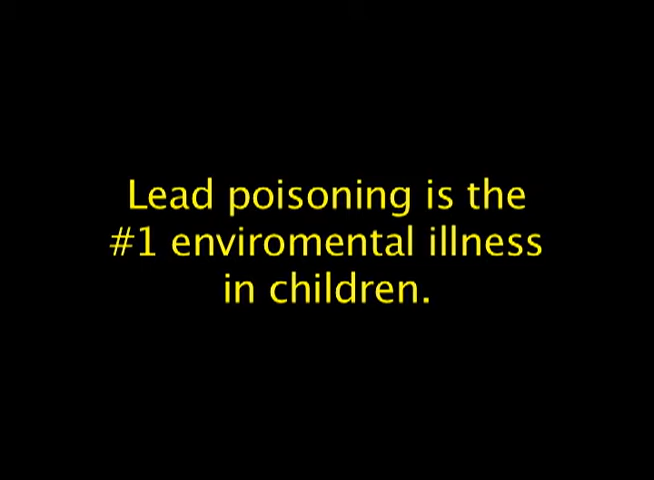 Lead poisoning is the
#1 enviromental illness
in children.